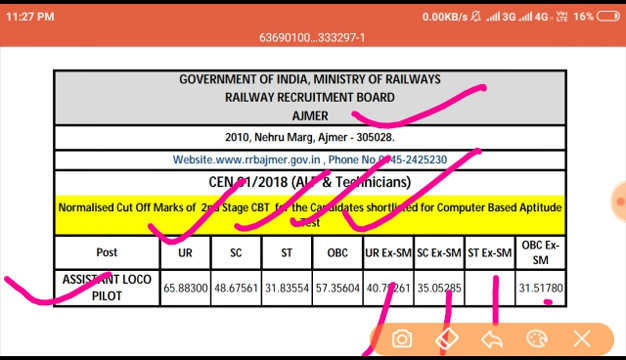 11:27 PM 0.00KB/s 3G 4G VoLTE 16%
63690100...333297-1
GOVERNMENT OF INDIA, MINISTRY OF RAILWAYS
RAILWAY RECRUITMENT BOARD
AJMER
2010, Nehru Marg, Ajmer - 305028.
Website.www.rrbajmer.gov.in , Phone No.0145-2425230
CEN 01/2018 (ALP & Technicians)
Normalised Cut Off Marks of 2nd Stage CBT for the Candidates shortlisted for Computer Based Aptitude
Test
Post UR SC ST OBC UR Ex-SM SC Ex-SM ST Ex-SM OBC Ex-SM
ASSISTANT LOCO PILOT 65.88300 48.67561 31.83554 57.35604 35.05285 31.51780